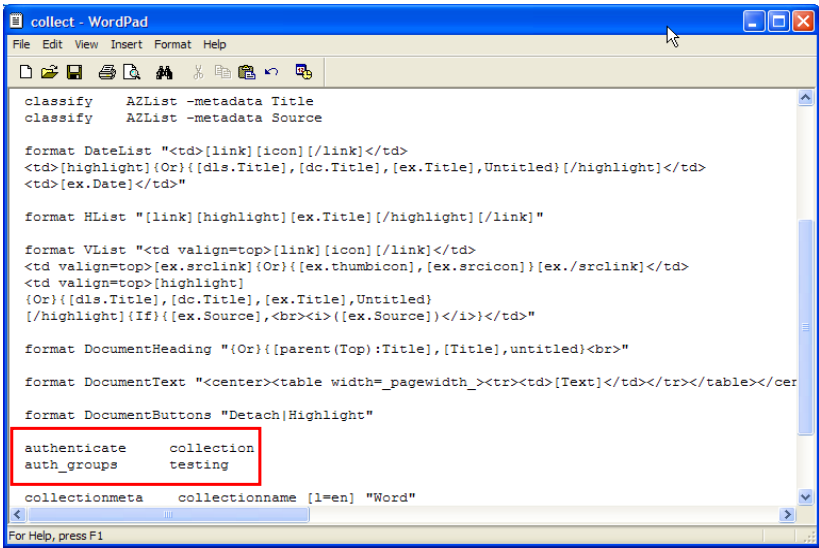 collect - WordPad
File Edit View Insert Format Help
classify    AZList -metadata Title
classify    AZList -metadata Source
format DateList "<td>[link][icon][/link]</td>
<td>[highlight]{Or}{[dls.Title],[dc.Title],[ex.Title],Untitled}[/highlight]</td>
<td>[ex.Date]</td>"
format HList "[link][highlight][ex.Title][/highlight][/link]"
format VList "<td valign=top>[link][icon][/link]</td>
<td valign=top>[ex.srclink]{Or}{[ex.thumbicon],[ex.srcicon]}[ex./srclink]</td>
<td valign=top>[highlight]
{Or}{[dls.Title],[dc.Title],[ex.Title],Untitled}
[/highlight]{If}{[ex.Source],<br><i>([ex.Source])</i>}</td>"
format DocumentHeading "{Or}{[parent(Top):Title],[Title],untitled}<br>"
format DocumentText "<center><table width=_pagewidth_><tr><td>[Text]</td></tr></table></cen
format DocumentButtons "Detach|Highlight"
authenticate     collection
auth_groups      testing
collectionmeta    collectionname [l=en] "Word"
For Help, press F1